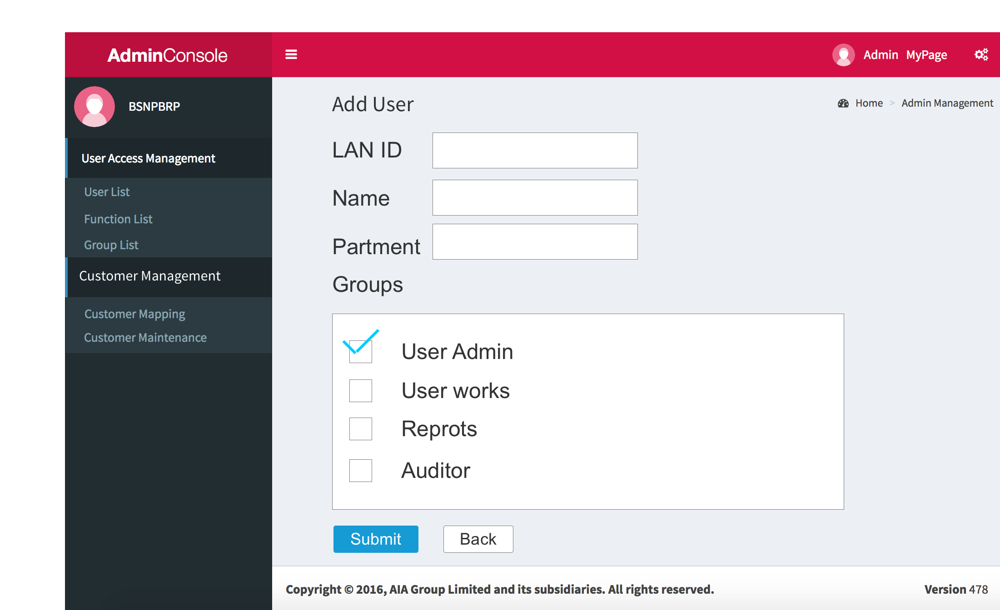 AdminConsole
Admin MyPage
BSNPBRP
User Access Management
User List
Function List
Group List
Customer Management
Customer Mapping
Customer Maintenance
Add User
Home > Admin Management
LAN ID
Name
Partment
Groups
User Admin
User works
Reprots
Auditor
Submit
Back
Copyright © 2016, AIA Group Limited and its subsidiaries. All rights reserved.
Version 478